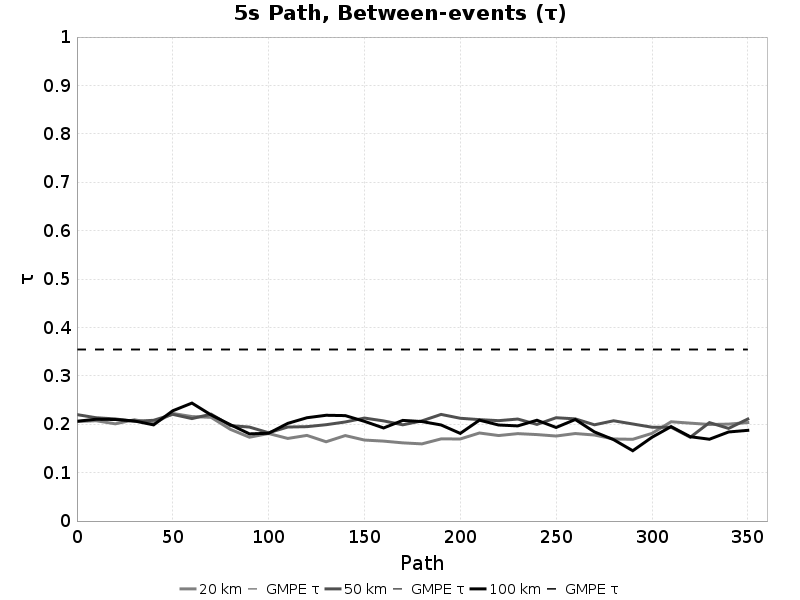 5s Path, Between-events (τ)
1
0.9
0.8
0.7
0.6
0.5
0.4
0.3
0.2
0.1
0
τ
0 50 100 150 200 250 300 350
Path
20 km GMPE τ 50 km GMPE τ 100 km GMPE τ